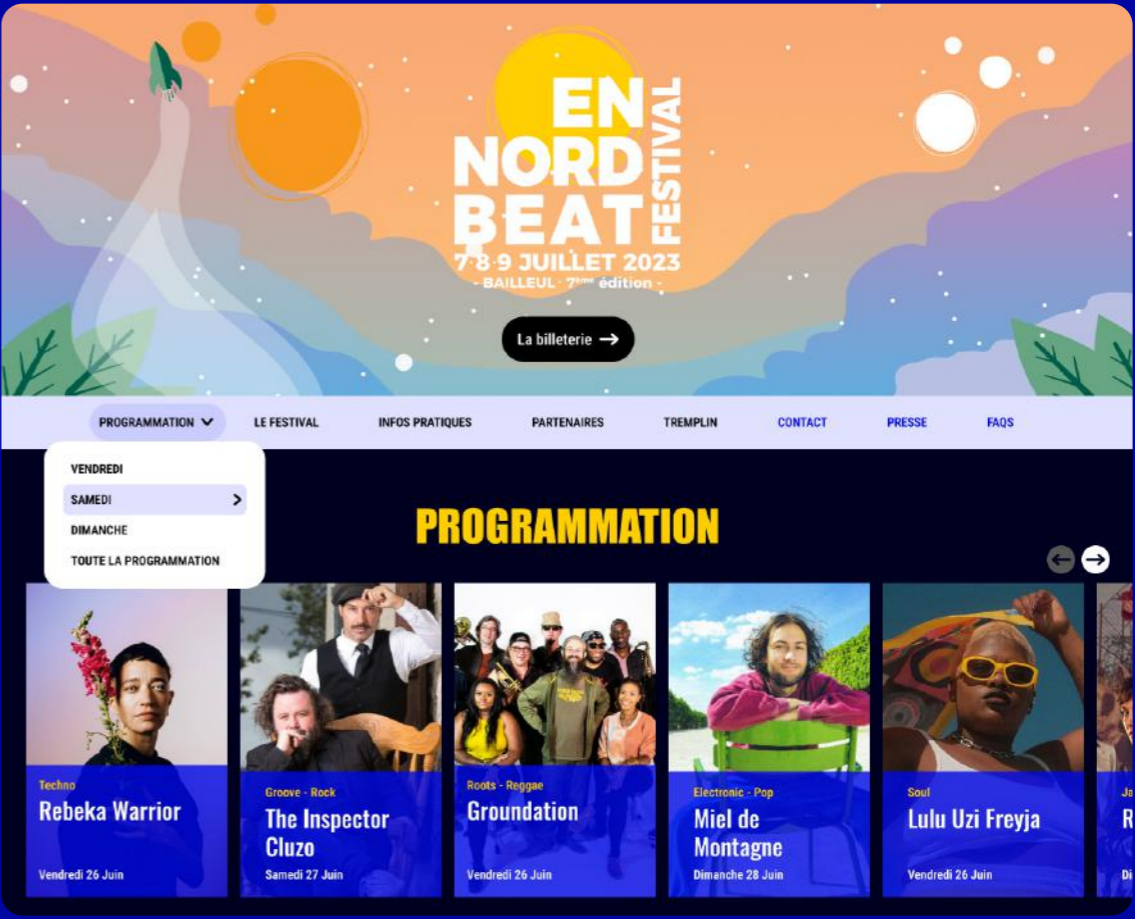 EN
NORD
BEAT
FESTIVAL
7·8·9 JUILLET 2023
- BAILLEUL · 7ème édition -
La billeterie →
PROGRAMMATION
LE FESTIVAL
INFOS PRATIQUES
PARTENAIRES
TREMPLIN
CONTACT
PRESSE
FAQS
VENDREDI
SAMEDI
DIMANCHE
TOUTE LA PROGRAMMATION
PROGRAMMATION
Techno
Rebeka Warrior
Vendredi 26 Juin
Groove - Rock
The Inspector
Cluzo
Samedi 27 Juin
Roots - Reggae
Groundation
Vendredi 26 Juin
Electronic - Pop
Miel de
Montagne
Dimanche 28 Juin
Soul
Lulu Uzi Freyja
Vendredi 26 Juin
Ja
R
Di